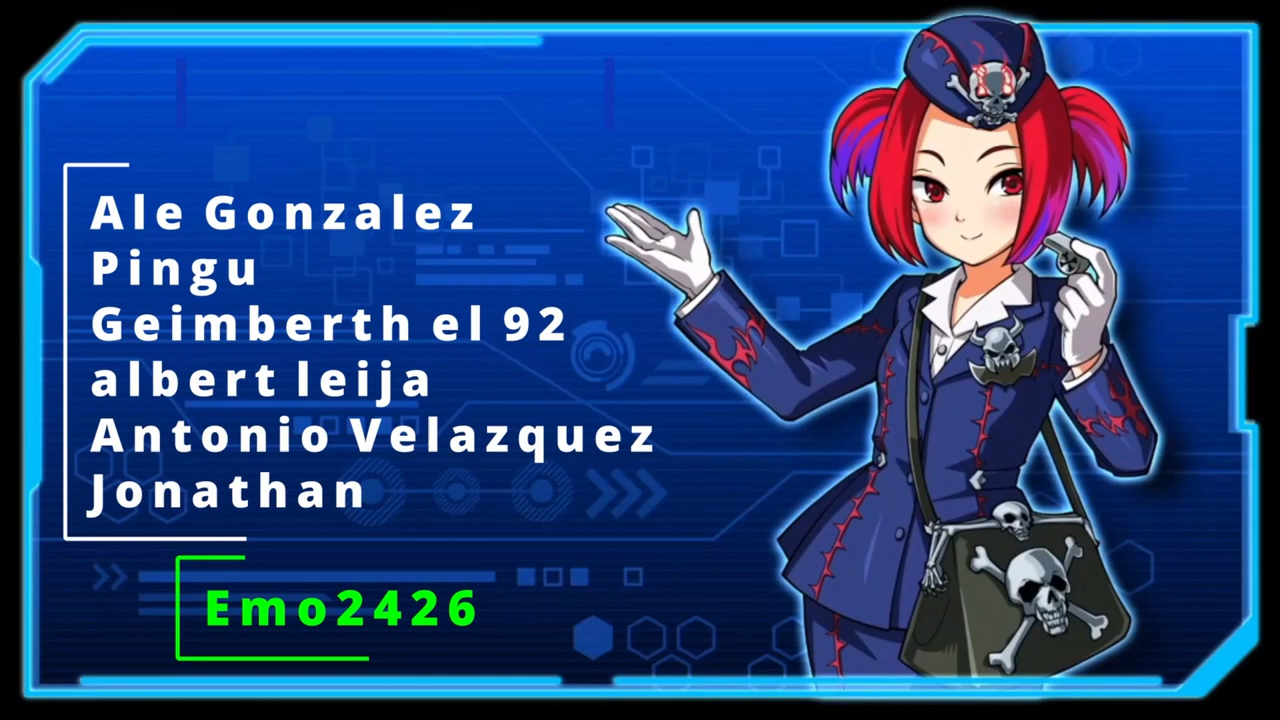 Ale Gonzalez
Pingu
Geimberth el 92
albert leija
Antonio Velazquez
Jonathan
Emo2426